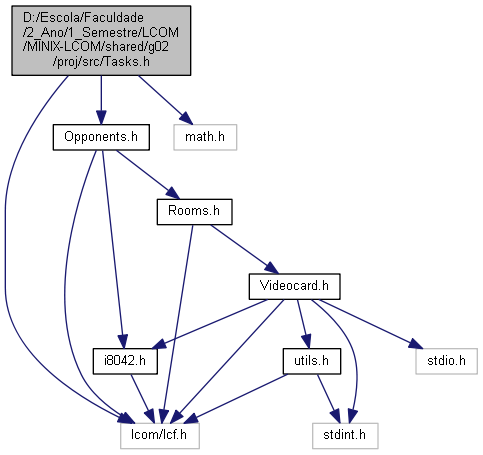 D:/Escola/Faculdade
/2_Ano/1_Semestre/LCOM
/MINIX-LCOM/shared/g02
/proj/src/Tasks.h
Opponents.h
math.h
Rooms.h
Videocard.h
i8042.h
utils.h
stdio.h
lcom/lcf.h
stdint.h